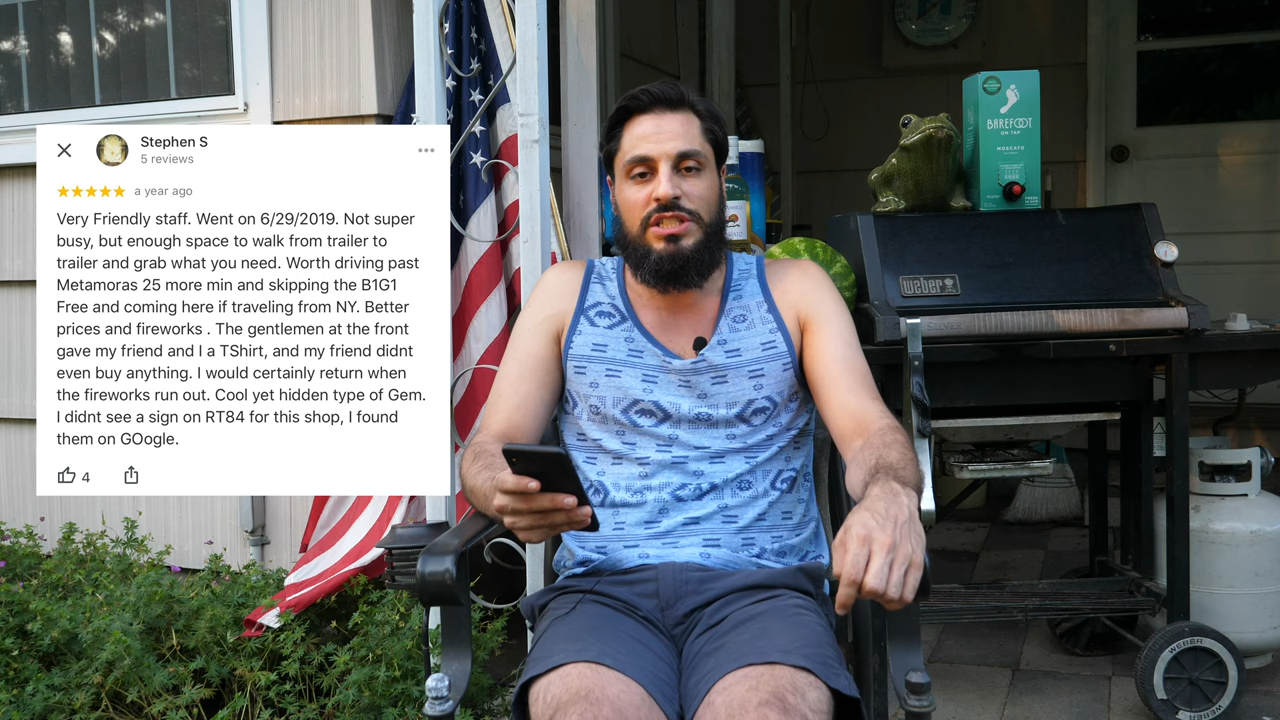 Stephen S
5 reviews
a year ago
Very Friendly staff. Went on 6/29/2019. Not super
busy, but enough space to walk from trailer to
trailer and grab what you need. Worth driving past
Metamoras 25 more min and skipping the B1G1
Free and coming here if traveling from NY. Better
prices and fireworks . The gentlemen at the front
gave my friend and I a TShirt, and my friend didnt
even buy anything. I would certainly return when
the fireworks run out. Cool yet hidden type of Gem.
I didnt see a sign on RT84 for this shop, I found
them on GOogle.
4
BAREFOOT
ON TAP
MOSCATO
weber
SILVER
WEBER
WEBER